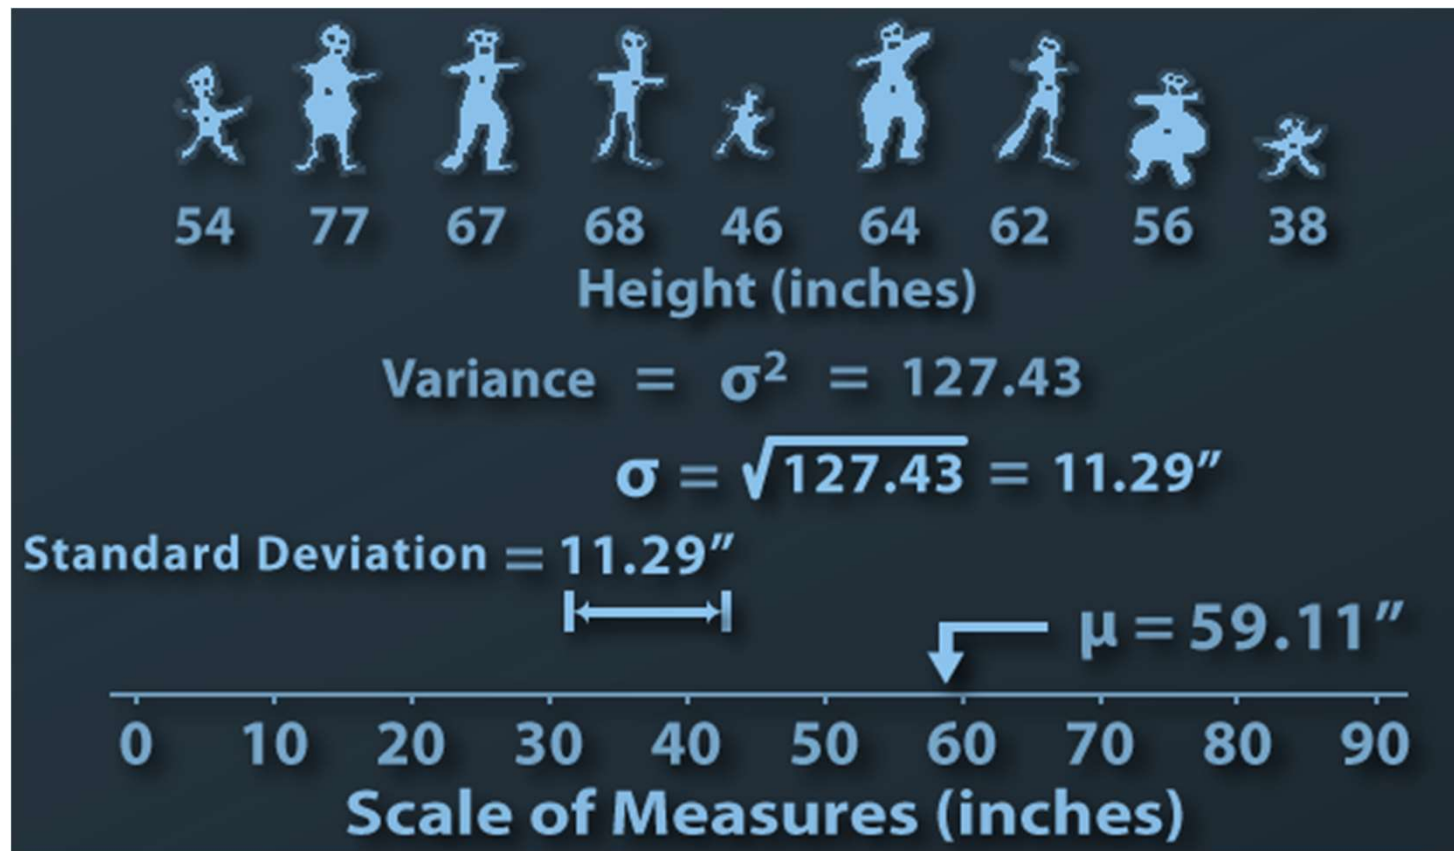 54 77 67 68 46 64 62 56 38
Height (inches)
Variance = σ² = 127.43
σ = √127.43 = 11.29″
Standard Deviation = 11.29″
μ = 59.11″
0 10 20 30 40 50 60 70 80 90
Scale of Measures (inches)